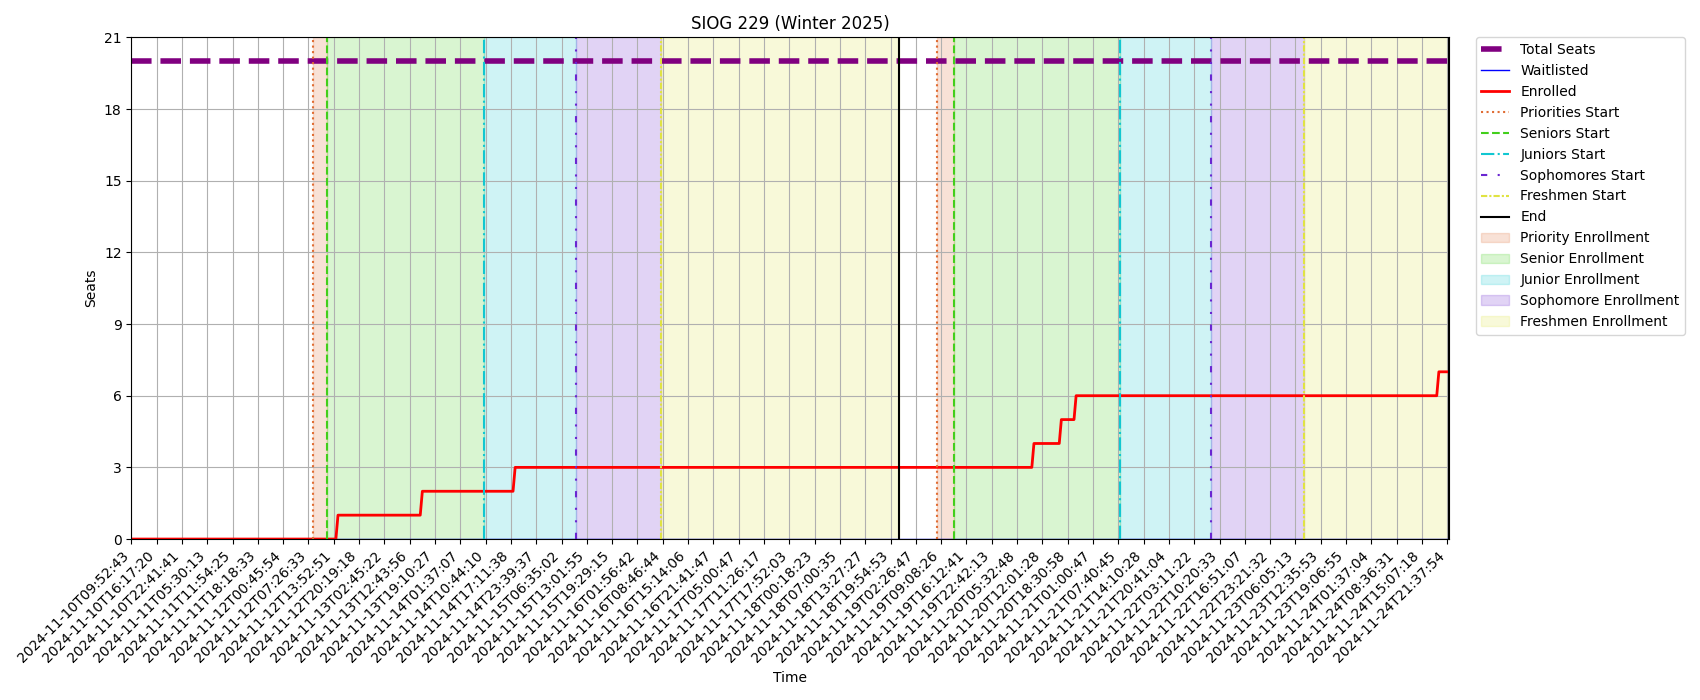 SIOG 229 (Winter 2025)
Seats
21
18
15
12
9
6
3
0
2024-11-10T09:52:43
2024-11-10T16:17:20
2024-11-10T22:41:41
2024-11-11T05:30:13
2024-11-11T11:54:25
2024-11-11T18:18:33
2024-11-12T00:45:54
2024-11-12T07:26:33
2024-11-12T13:52:51
2024-11-12T20:19:18
2024-11-13T02:45:22
2024-11-13T12:43:56
2024-11-13T19:10:27
2024-11-14T01:37:07
2024-11-14T10:44:10
2024-11-14T17:11:38
2024-11-14T23:39:37
2024-11-15T06:35:02
2024-11-15T13:01:55
2024-11-15T19:29:15
2024-11-16T01:56:42
2024-11-16T08:46:44
2024-11-16T15:14:06
2024-11-16T21:41:47
2024-11-17T05:00:47
2024-11-17T11:26:17
2024-11-17T17:52:03
2024-11-18T00:18:23
2024-11-18T07:00:35
2024-11-18T13:27:27
2024-11-18T19:54:53
2024-11-19T02:26:47
2024-11-19T09:08:26
2024-11-19T16:12:41
2024-11-19T22:42:13
2024-11-20T05:32:48
2024-11-20T12:01:28
2024-11-20T18:30:58
2024-11-21T01:00:47
2024-11-21T07:40:45
2024-11-21T14:10:28
2024-11-21T20:41:04
2024-11-22T03:11:22
2024-11-22T10:20:33
2024-11-22T16:51:07
2024-11-22T23:21:32
2024-11-23T06:05:13
2024-11-23T12:35:53
2024-11-23T19:06:55
2024-11-24T01:37:04
2024-11-24T08:36:31
2024-11-24T15:07:18
2024-11-24T21:37:54
Time
Total Seats
Waitlisted
Enrolled
Priorities Start
Seniors Start
Juniors Start
Sophomores Start
Freshmen Start
End
Priority Enrollment
Senior Enrollment
Junior Enrollment
Sophomore Enrollment
Freshmen Enrollment